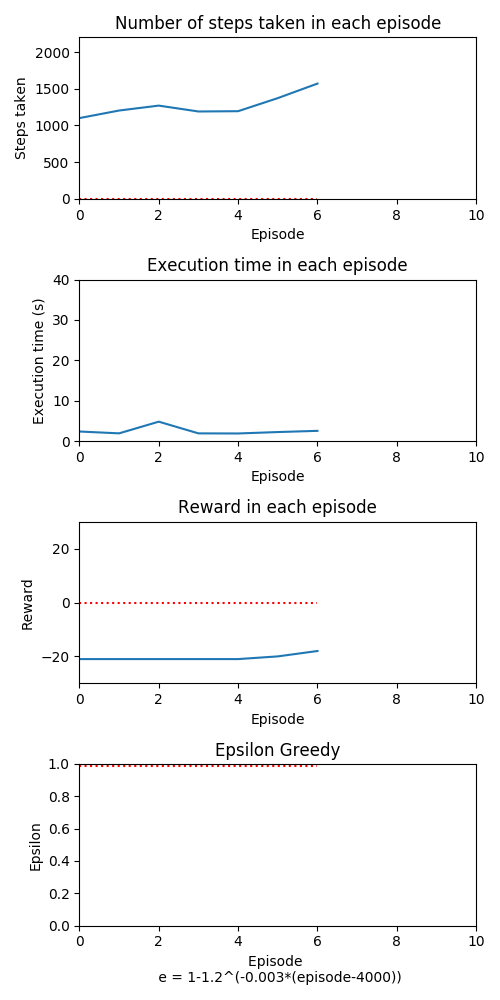 Number of steps taken in each episode
2000
1500
1000
500
0
Steps taken
0 2 4 6 8 10
Episode
Execution time in each episode
40
30
20
10
0
Execution time (s)
0 2 4 6 8 10
Episode
Reward in each episode
20
0
−20
Reward
0 2 4 6 8 10
Episode
Epsilon Greedy
1.0
0.8
0.6
0.4
0.2
0.0
Epsilon
0 2 4 6 8 10
Episode
e = 1-1.2^(-0.003*(episode-4000))